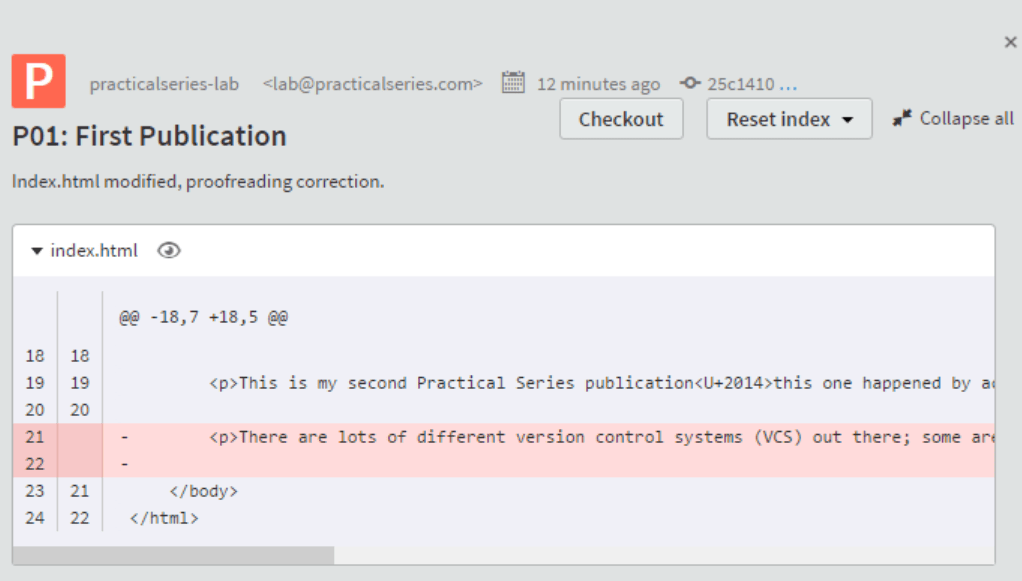 ×
P practicalseries-lab <lab@practicalseries.com> 12 minutes ago 25c1410 ...
Checkout Reset index Collapse all
P01: First Publication
Index.html modified, proofreading correction.
index.html
@@ -18,7 +18,5 @@
18 18
19 19 <p>This is my second Practical Series publication<U+2014>this one happened by
20 20
21 - <p>There are lots of different version control systems (VCS) out there; some are
22 -
23 21 </body>
24 22 </html>